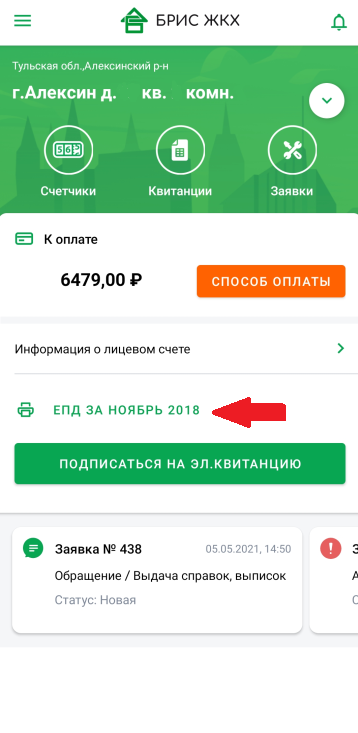 БРИС ЖКХ
Тульская обл.,Алексинский р-н
г.Алексин д. кв. комн.
Счетчики Квитанции Заявки
К оплате
6479,00 ₽ СПОСОБ ОПЛАТЫ
Информация о лицевом счете
ЕПД ЗА НОЯБРЬ 2018
ПОДПИСАТЬСЯ НА ЭЛ.КВИТАНЦИЮ
Заявка № 438 05.05.2021, 14:50
Обращение / Выдача справок, выписок
Статус: Новая